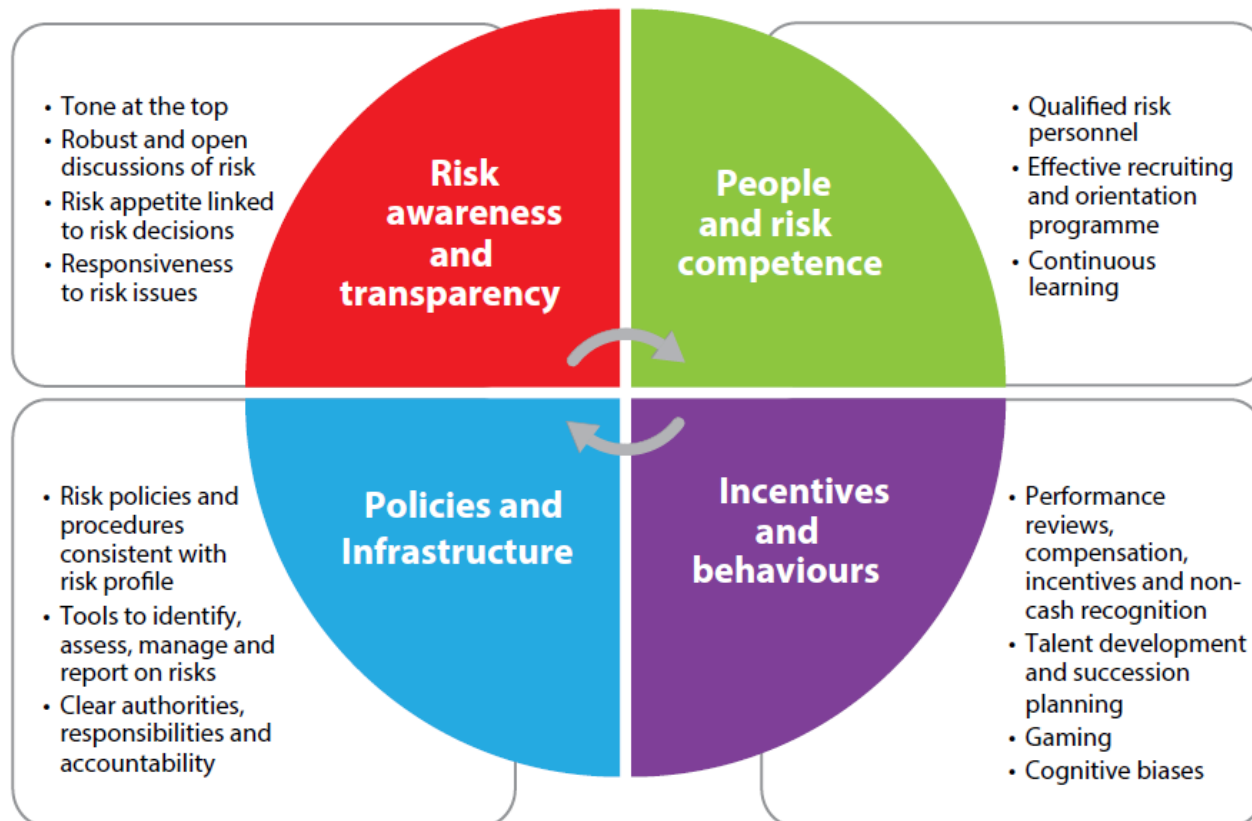 • Tone at the top
• Robust and open
discussions of risk
• Risk appetite linked
to risk decisions
• Responsiveness
to risk issues
Risk
awareness
and
transparency
People
and risk
competence
• Qualified risk
personnel
• Effective recruiting
and orientation
programme
• Continuous
learning
• Risk policies and
procedures
consistent with
risk profile
• Tools to identify,
assess, manage and
report on risks
• Clear authorities,
responsibilities and
accountability
Policies and
Infrastructure
Incentives
and
behaviours
• Performance
reviews,
compensation,
incentives and non-
cash recognition
• Talent development
and succession
planning
• Gaming
• Cognitive biases